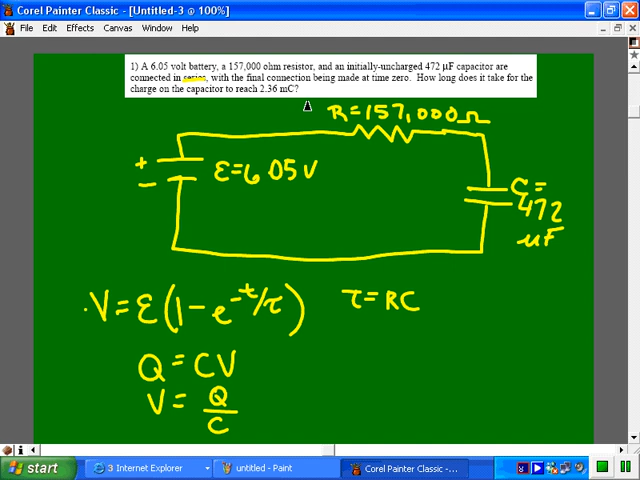 Corel Painter Classic - [Untitled-3 @ 100%]
File Edit Effects Canvas Window Help
1) A 6.05 volt battery, a 157,000 ohm resistor, and an initially-uncharged 472 µF capacitor are
connected in series, with the final connection being made at time zero. How long does it take for the
charge on the capacitor to reach 2.36 mC?
R=157,000Ω
+
−
ε=6.05V
C=
472
µF
V=ε(1−e^-t/τ) τ=RC
Q=CV
V=Q/C
start 3 Internet Explorer untitled - Paint Corel Painter Classic -...